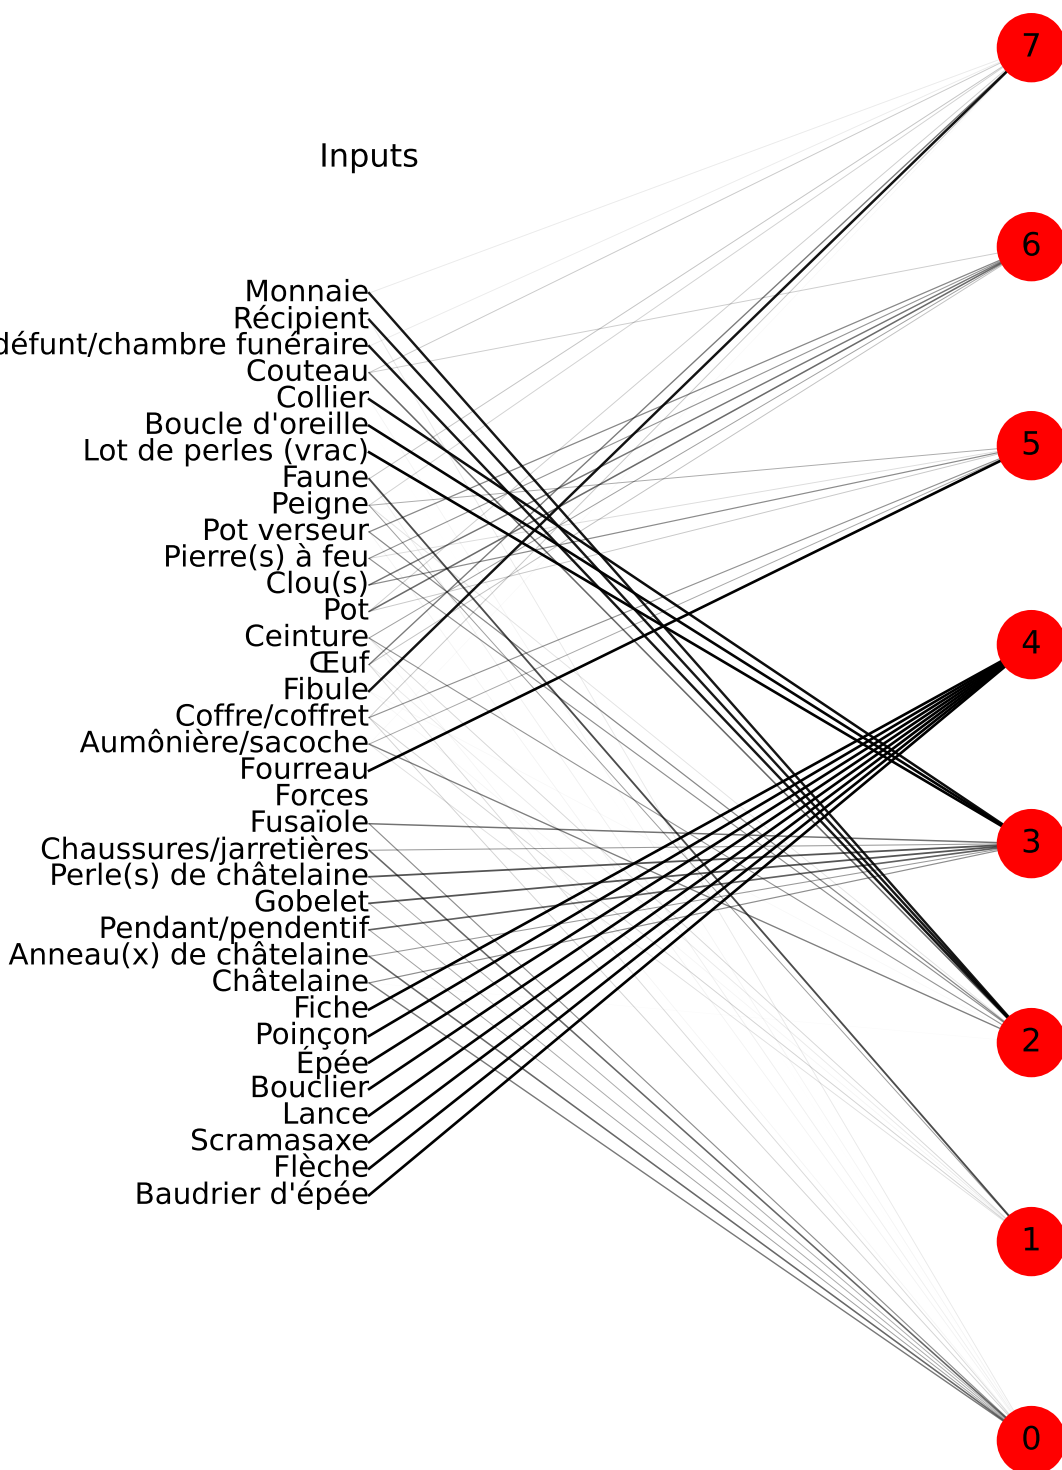 7
Inputs
6
Monnaie
Récipient
défunt/chambre funéraire
Couteau
Collier
Boucle d'oreille
5
Lot de perles (vrac)
Faune
Peigne
Pot verseur
Pierre(s) à feu
Clou(s)
Pot
Ceinture
4
Œuf
Fibule
Coffre/coffret
Aumônière/sacoche
Fourreau
Forces
Fusaïole
3
Chaussures/jarretières
Perle(s) de châtelaine
Gobelet
Pendant/pendentif
Anneau(x) de châtelaine
Châtelaine
Fiche
Poinçon
2
Épée
Bouclier
Lance
Scramasaxe
Flèche
Baudrier d'épée
1
0